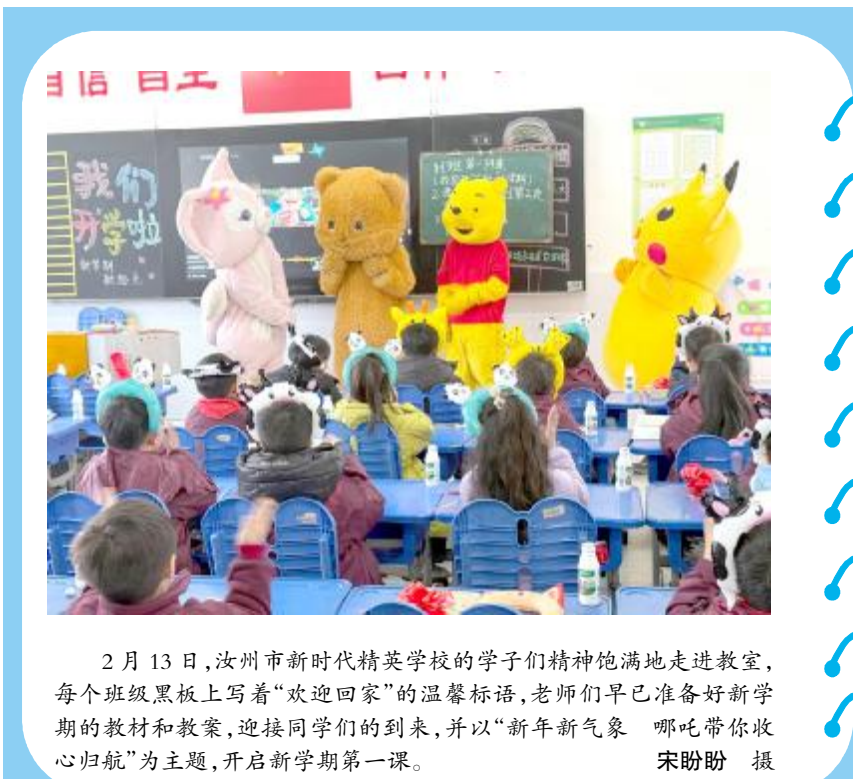 自信 自立
我们
开学啦
2 月 13 日,汝州市新时代精英学校的学子们精神饱满地走进教室,
每个班级黑板上写着“欢迎回家”的温馨标语,老师们早已准备好新学
期的教材和教案,迎接同学们的到来,并以“新年新气象　哪吒带你收
心归航”为主题,开启新学期第一课。　宋盼盼　摄